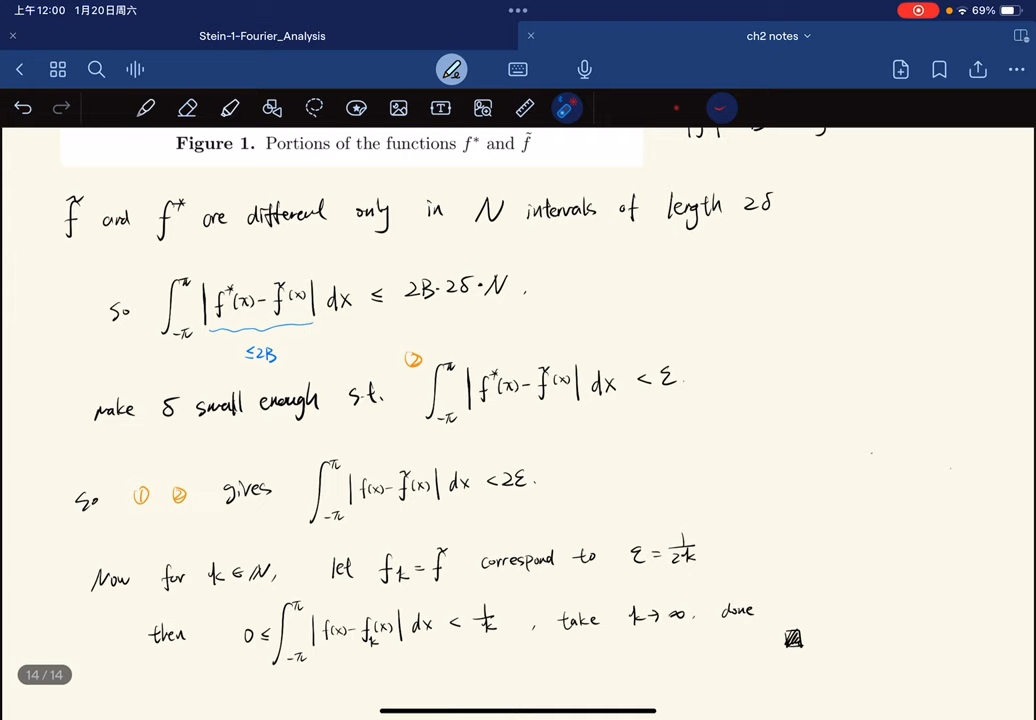 上午12:00 1月20日周六
69%
Stein-1-Fourier_Analysis
ch2 notes
Figure 1. Portions of the functions f* and f̃
f̃ and f* are different only in N intervals of length 2δ
so ∫_{-π}^{π} |f*(x) - f̃(x)| dx ≤ 2B·2δ·N.
≤2B
make δ small enough s.t. ② ∫_{-π}^{π} |f*(x) - f̃(x)| dx < ε.
So ① ② gives ∫_{-π}^{π} |f(x) - f̃(x)| dx < 2ε.
Now for k ∈ N, let f_k = f̃ correspond to ε = 1/2k
then 0 ≤ ∫_{-π}^{π} |f(x) - f_k(x)| dx < 1/k, take k → ∞. done
14 / 14